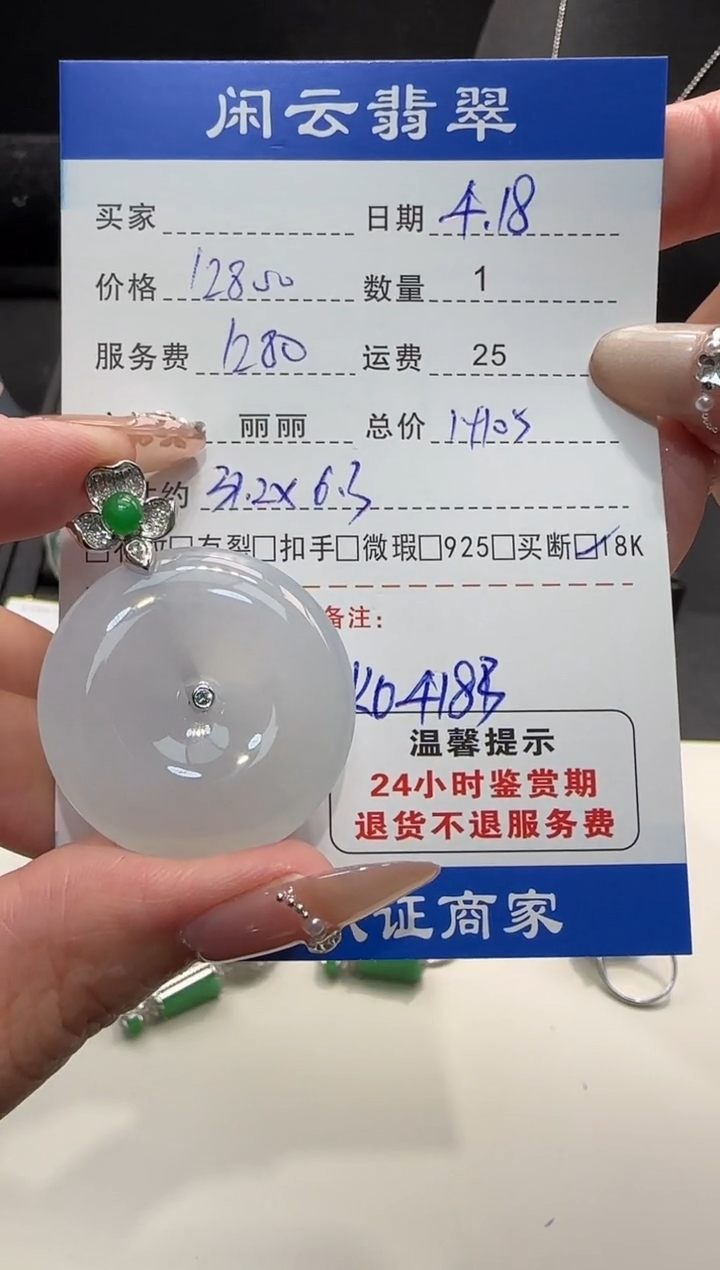 闲云翡翠
买家 日期 4.18
价格 12800 数量 1
服务费 1280 运费 25
丽丽 总价 14105
约 31.2x6.3
□有裂□扣手□微瑕□925□买断☑18K
备注:
K0418
温馨提示
24小时鉴赏期
退货不退服务费
证商家